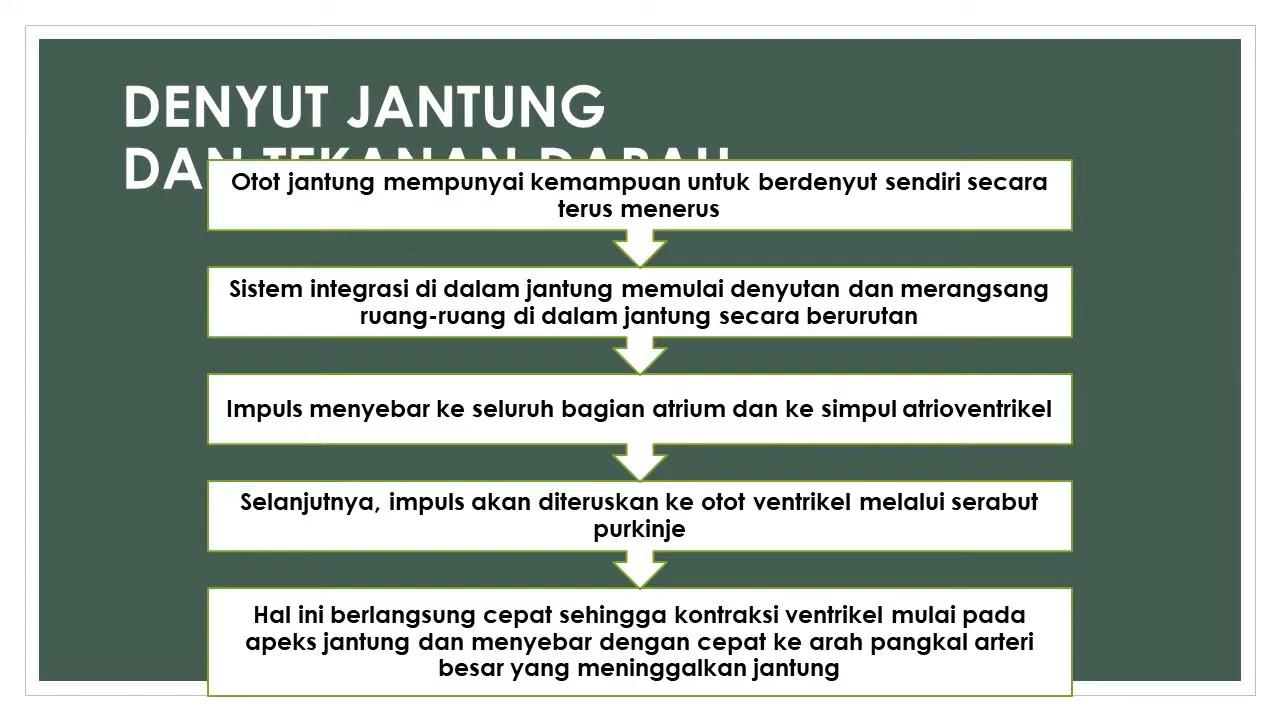 DENYUT JANTUNG
DAN TEKANAN DARAH
Otot jantung mempunyai kemampuan untuk berdenyut sendiri secara
terus menerus
Sistem integrasi di dalam jantung memulai denyutan dan merangsang
ruang-ruang di dalam jantung secara berurutan
Impuls menyebar ke seluruh bagian atrium dan ke simpul atrioventrikel
Selanjutnya, impuls akan diteruskan ke otot ventrikel melalui serabut
purkinje
Hal ini berlangsung cepat sehingga kontraksi ventrikel mulai pada
apeks jantung dan menyebar dengan cepat ke arah pangkal arteri
besar yang meninggalkan jantung